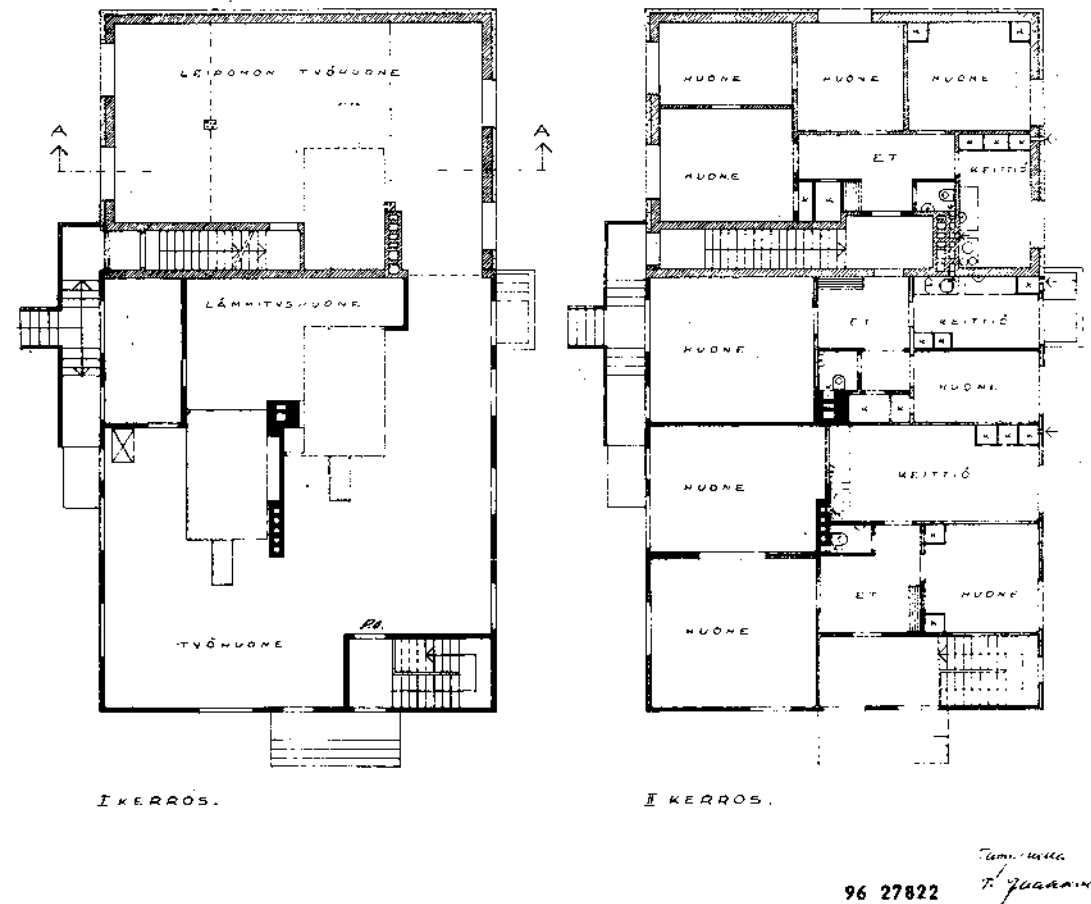 LEIPOMON TYÖHUONE
A A
LÄMMITYSHUONE
TYÖHUONE
P.O.
I KERROS.
HUONE HUONE HUONE
K K
HUONE
ET
KEITTIÖ
K K K
K K
HUONE
ET
KEITTIÖ
K
K K
HUONE
K K
HUONE
KEITTIÖ
K K K
HUONE
ET
HUONE
K
K
II KERROS.
96 27822